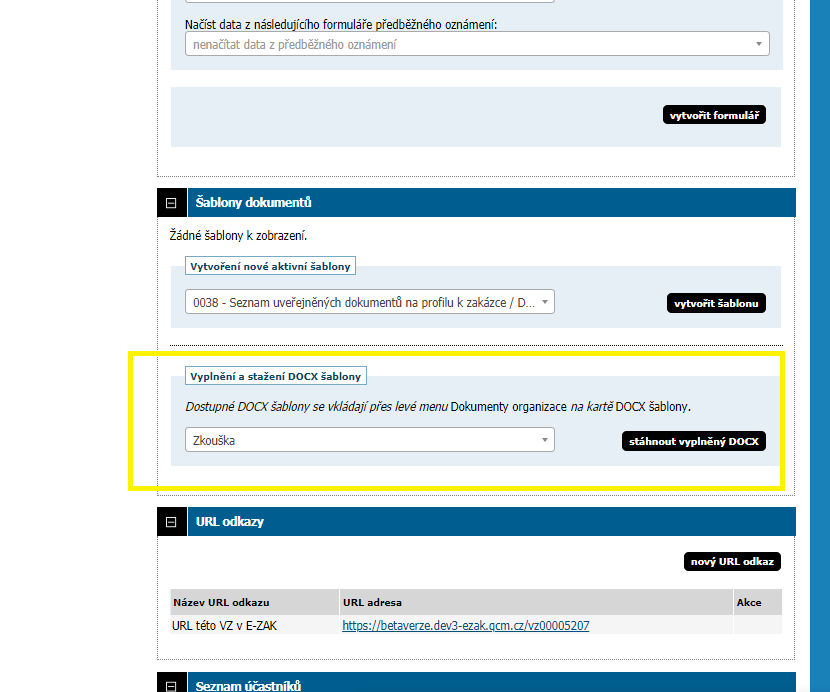 Načíst data z následujícího formuláře předběžného oznámení:
nenačítat data z předběžného oznámení
vytvořit formulář
Šablony dokumentů
Žádné šablony k zobrazení.
Vytvoření nové aktivní šablony
0038 - Seznam uveřejněných dokumentů na profilu k zakázce / D...
vytvořit šablonu
Vyplnění a stažení DOCX šablony
Dostupné DOCX šablony se vkládají přes levé menu Dokumenty organizace na kartě DOCX šablony.
Zkouška
stáhnout vyplněný DOCX
URL odkazy
nový URL odkaz
Název URL odkazu URL adresa Akce
URL této VZ v E-ZAK https://betaverze.dev3-ezak.qcm.cz/vz00005207
Seznam účastníků